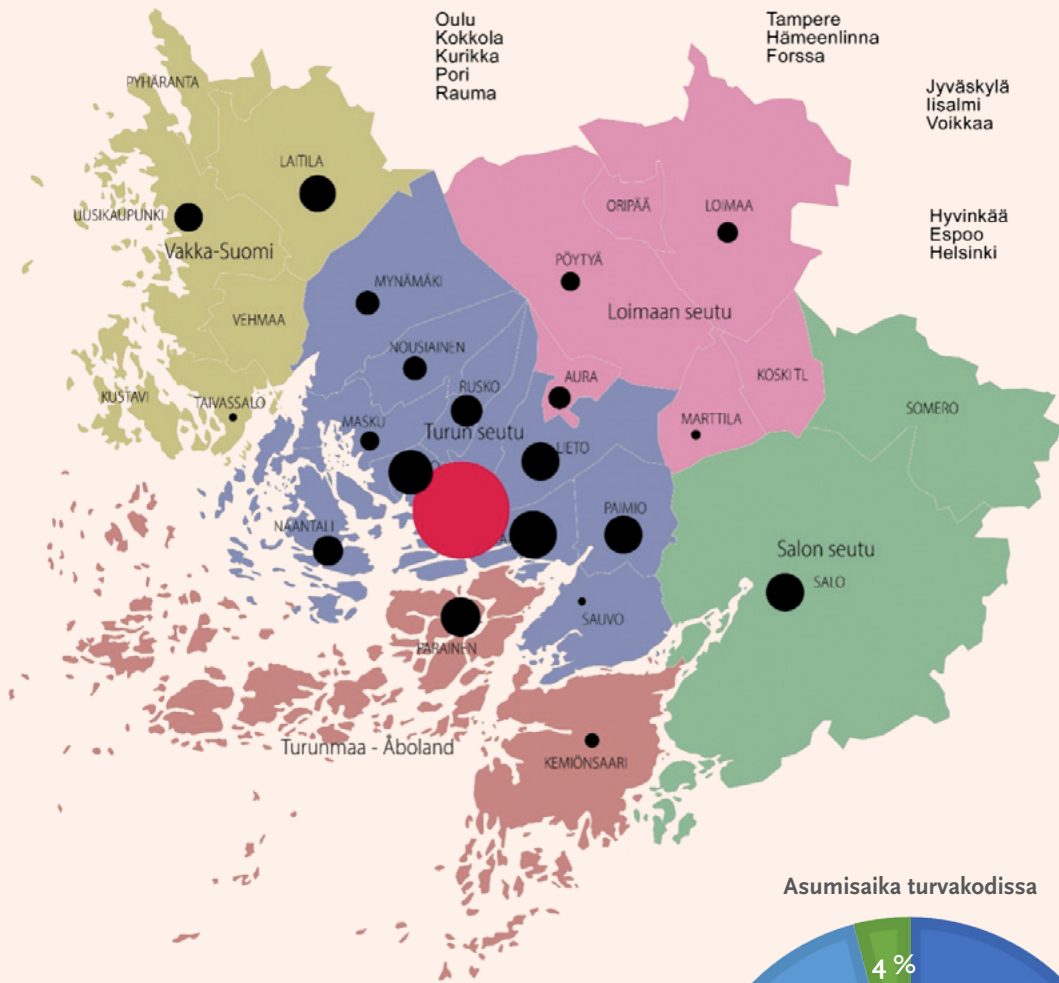 Oulu
Kokkola
Kurikka
Pori
Rauma
Tampere
Hämeenlinna
Forssa
Jyväskylä
Iisalmi
Voikkaa
Hyvinkää
Espoo
Helsinki
PYHÄRANTA
LAITILA
UUSIKAUPUNKI
Vakka-Suomi
VEHMAA
KUSTAVI
TAIVASSALO
ORIPÄÄ
LOIMAA
PÖYTYÄ
Loimaan seutu
MYNÄMÄKI
NOUSIAINEN
RUSKO
AURA
KOSKI TL
MARTTILA
SOMERO
MASKU
Turun seutu
LIETO
PAIMIO
NAANTALI
Salon seutu
SALO
SAUVO
PARAINEN
Turunmaa - Åboland
KEMIÖNSAARI
Asumisaika turvakodissa
4 %